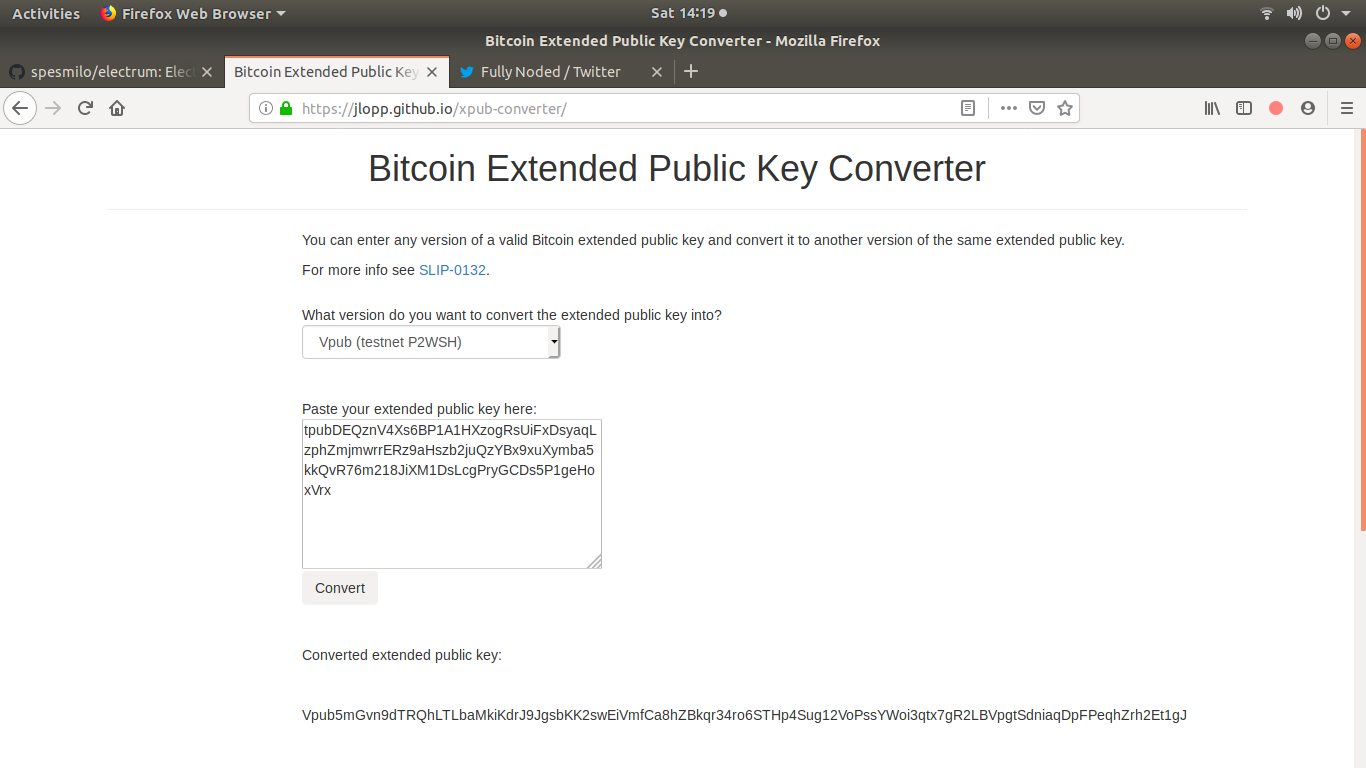 Activities Firefox Web Browser Sat 14:19
Bitcoin Extended Public Key Converter - Mozilla Firefox
spesmilo/electrum: Elec Bitcoin Extended Public Key Fully Noded / Twitter
https://jlopp.github.io/xpub-converter/
Bitcoin Extended Public Key Converter
You can enter any version of a valid Bitcoin extended public key and convert it to another version of the same extended public key.
For more info see SLIP-0132.
What version do you want to convert the extended public key into?
Vpub (testnet P2WSH)
Paste your extended public key here:
tpubDEQznV4Xs6BP1A1HXzogRsUiFxDsyaqL
zphZmjmwrrERz9aHszb2juQzYBx9xuXymba5
kkQvR76m218JiXM1DsLcgPryGCDs5P1geHo
xVrx
Convert
Converted extended public key:
Vpub5mGvn9dTRQhLTLbaMkiKdrJ9JgsbKK2swEiVmfCa8hZBkqr34ro6STHp4Sug12VoPssYWoi3qtx7gR2LBVpgtSdniaqDpFPeqhZrh2Et1gJ